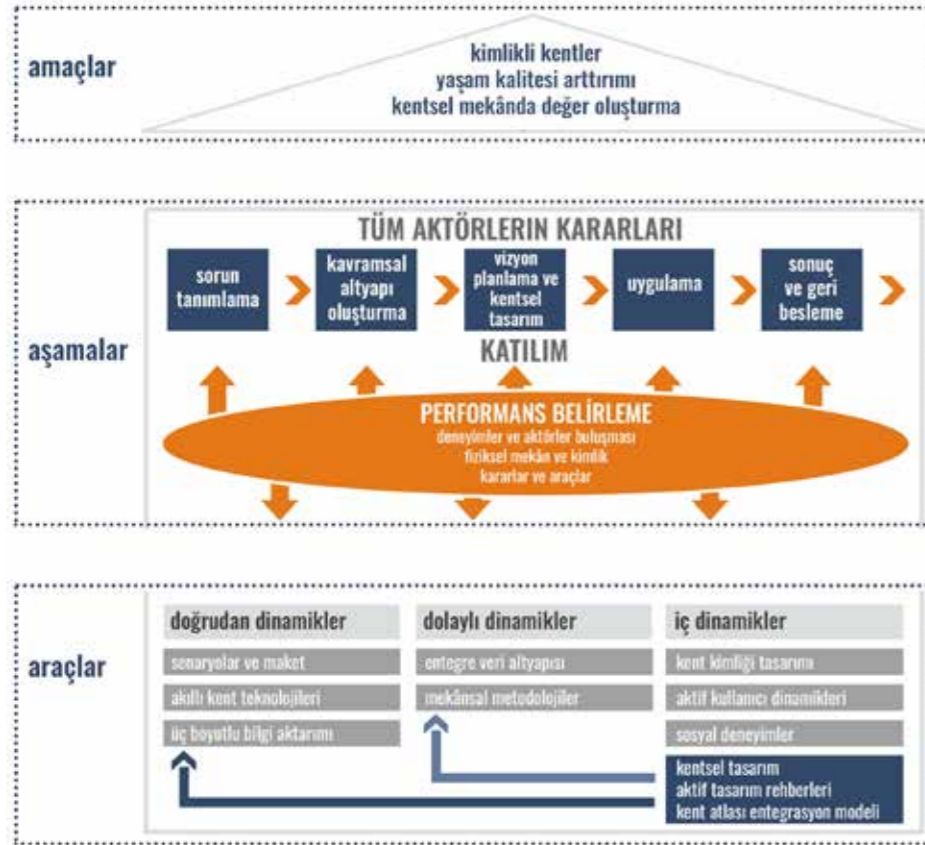 amaçlar
kimlikli kentler
yaşam kalitesi arttırımı
kentsel mekânda değer oluşturma
aşamalar
TÜM AKTÖRLERIN KARARLARI
sorun
tanımlama
kavramsal
altyapı
oluşturma
vizyon
planlama ve
kentsel
tasarım
uygulama
sonuç
ve geri
besleme
KATILIM
PERFORMANS BELİRLEME
deneyimler ve aktörler buluşması
fiziksel mekân ve kimlik
kararlar ve araçlar
araçlar
doğrudan dinamikler
senaryolar ve maket
akıllı kent teknolojileri
üç boyutlu bilgi aktarımı
dolaylı dinamikler
entegre veri altyapısı
mekânsal metodolojiler
iç dinamikler
kent kimliği tasarımı
aktif kullanıcı dinamikleri
sosyal deneyimler
kentsel tasarım
aktif tasarım rehberleri
kent atlası entegrasyon modeli